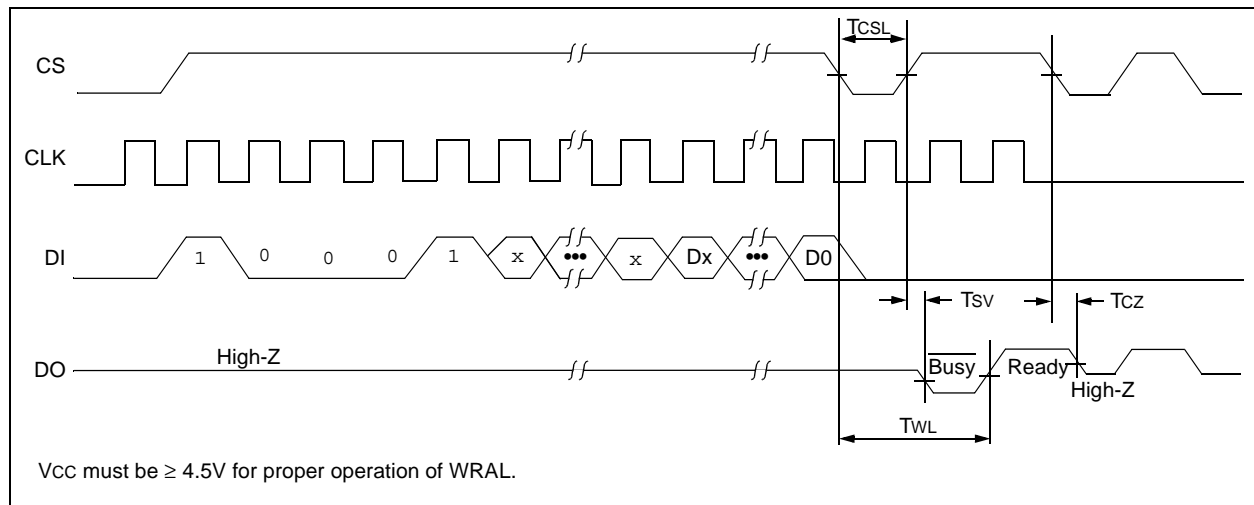 TCSL
CS
CLK
DI 1 0 0 0 1 x ••• x Dx ••• D0
TSV TCZ
High-Z
DO Busy Ready
High-Z
TWL
VCC must be ≥ 4.5V for proper operation of WRAL.